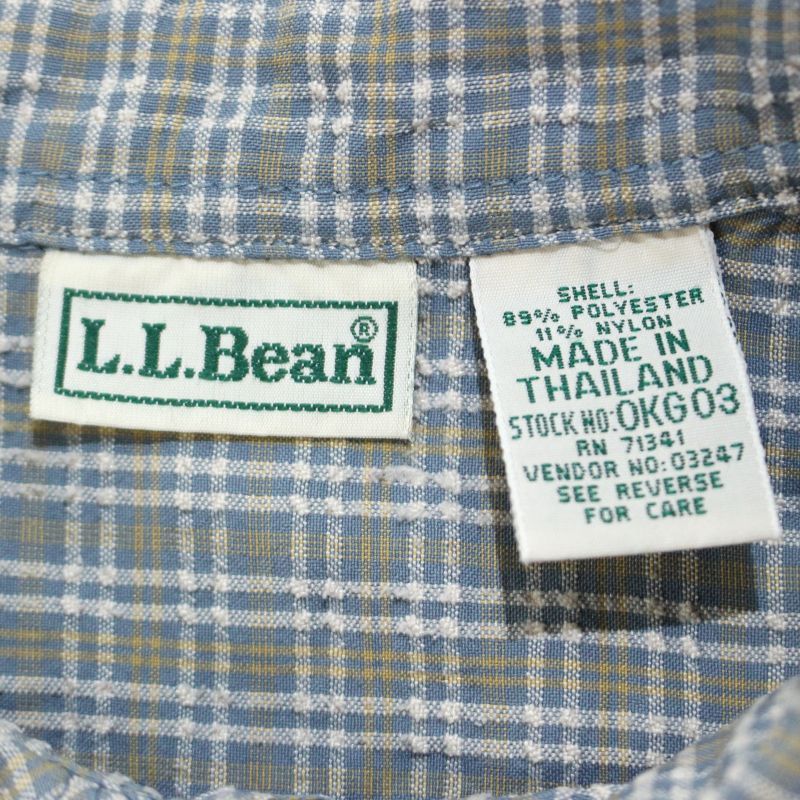 L.L.Bean®
SHELL:
89% POLYESTER
11% NYLON
MADE IN
THAILAND
STOCK NO: OKG03
RN 71341
VENDOR NO: 03247
SEE REVERSE
FOR CARE